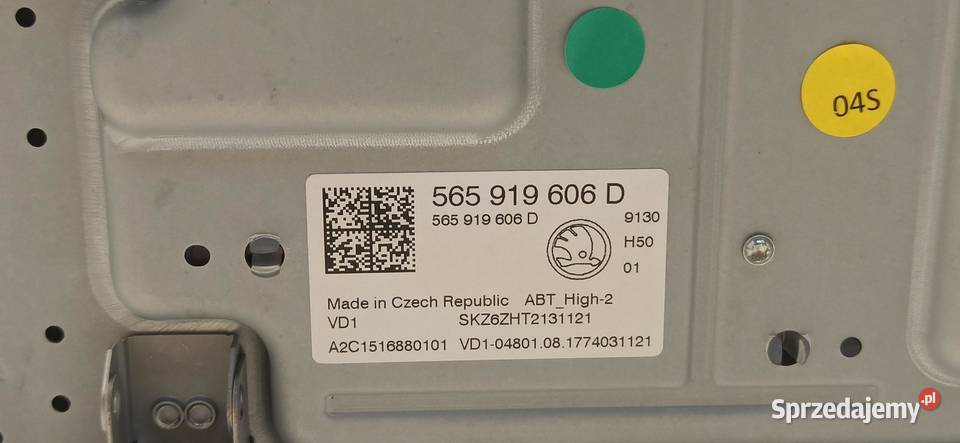 04S
565 919 606 D
565 919 606 D
9130
H50
01
Made in Czech Republic ABT_High-2
VD1 SKZ6ZHT2131121
A2C1516880101 VD1-04801.08.1774031121
Sprzedajemy.pl